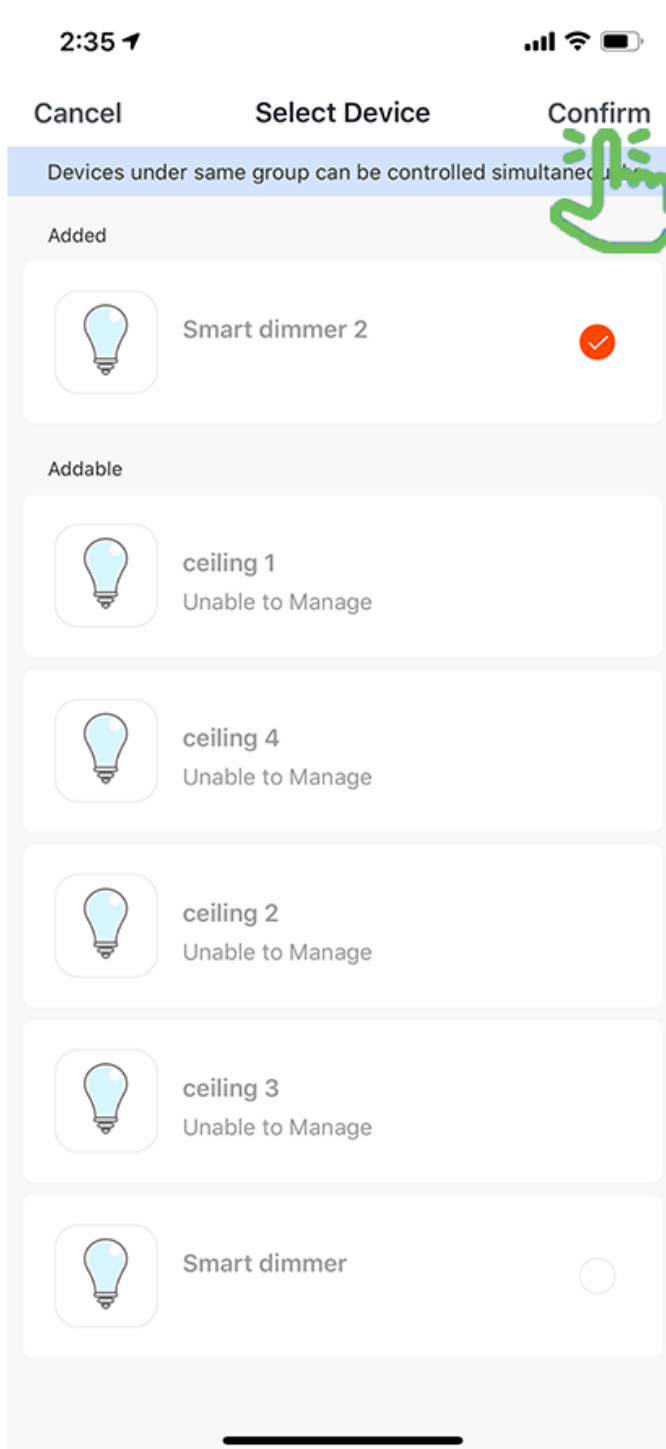 2:35
Cancel Select Device Confirm
Devices under same group can be controlled
Added
Smart dimmer 2
Addable
ceiling 1
Unable to Manage
ceiling 4
Unable to Manage
ceiling 2
Unable to Manage
ceiling 3
Unable to Manage
Smart dimmer